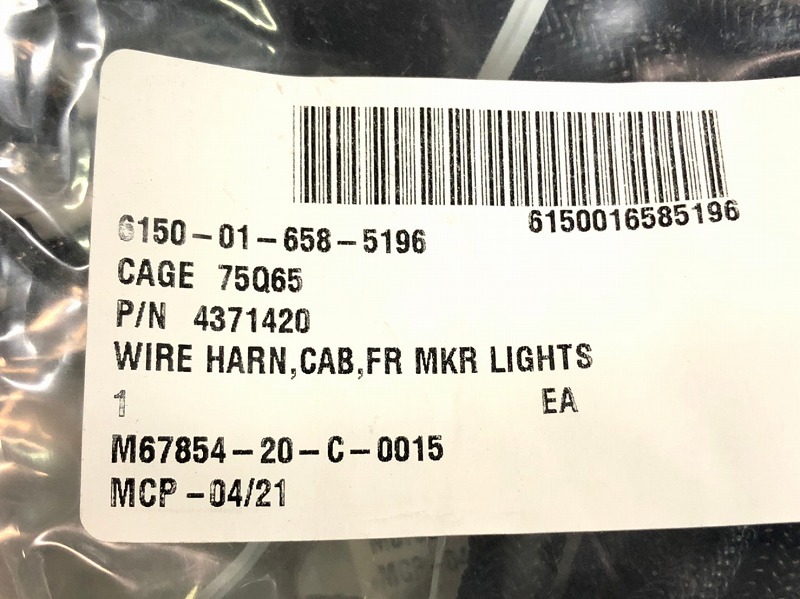 6150016585196
6150-01-658-5196
CAGE 75Q65
P/N 4371420
WIRE HARN,CAB,FR MKR LIGHTS
1 EA
M67854-20-C-0015
MCP-04/21